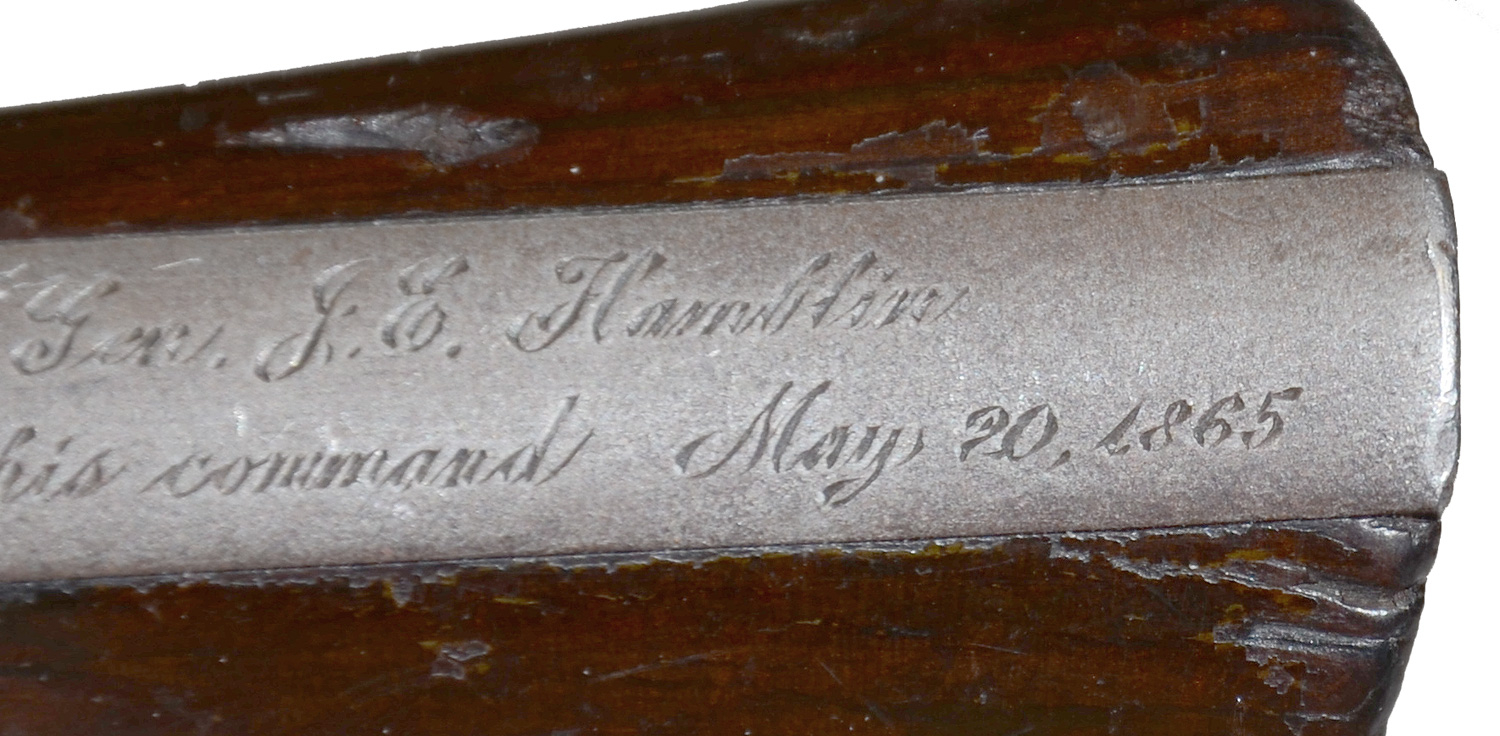 Gen. J. E. Hamblin
his command May 20, 1865